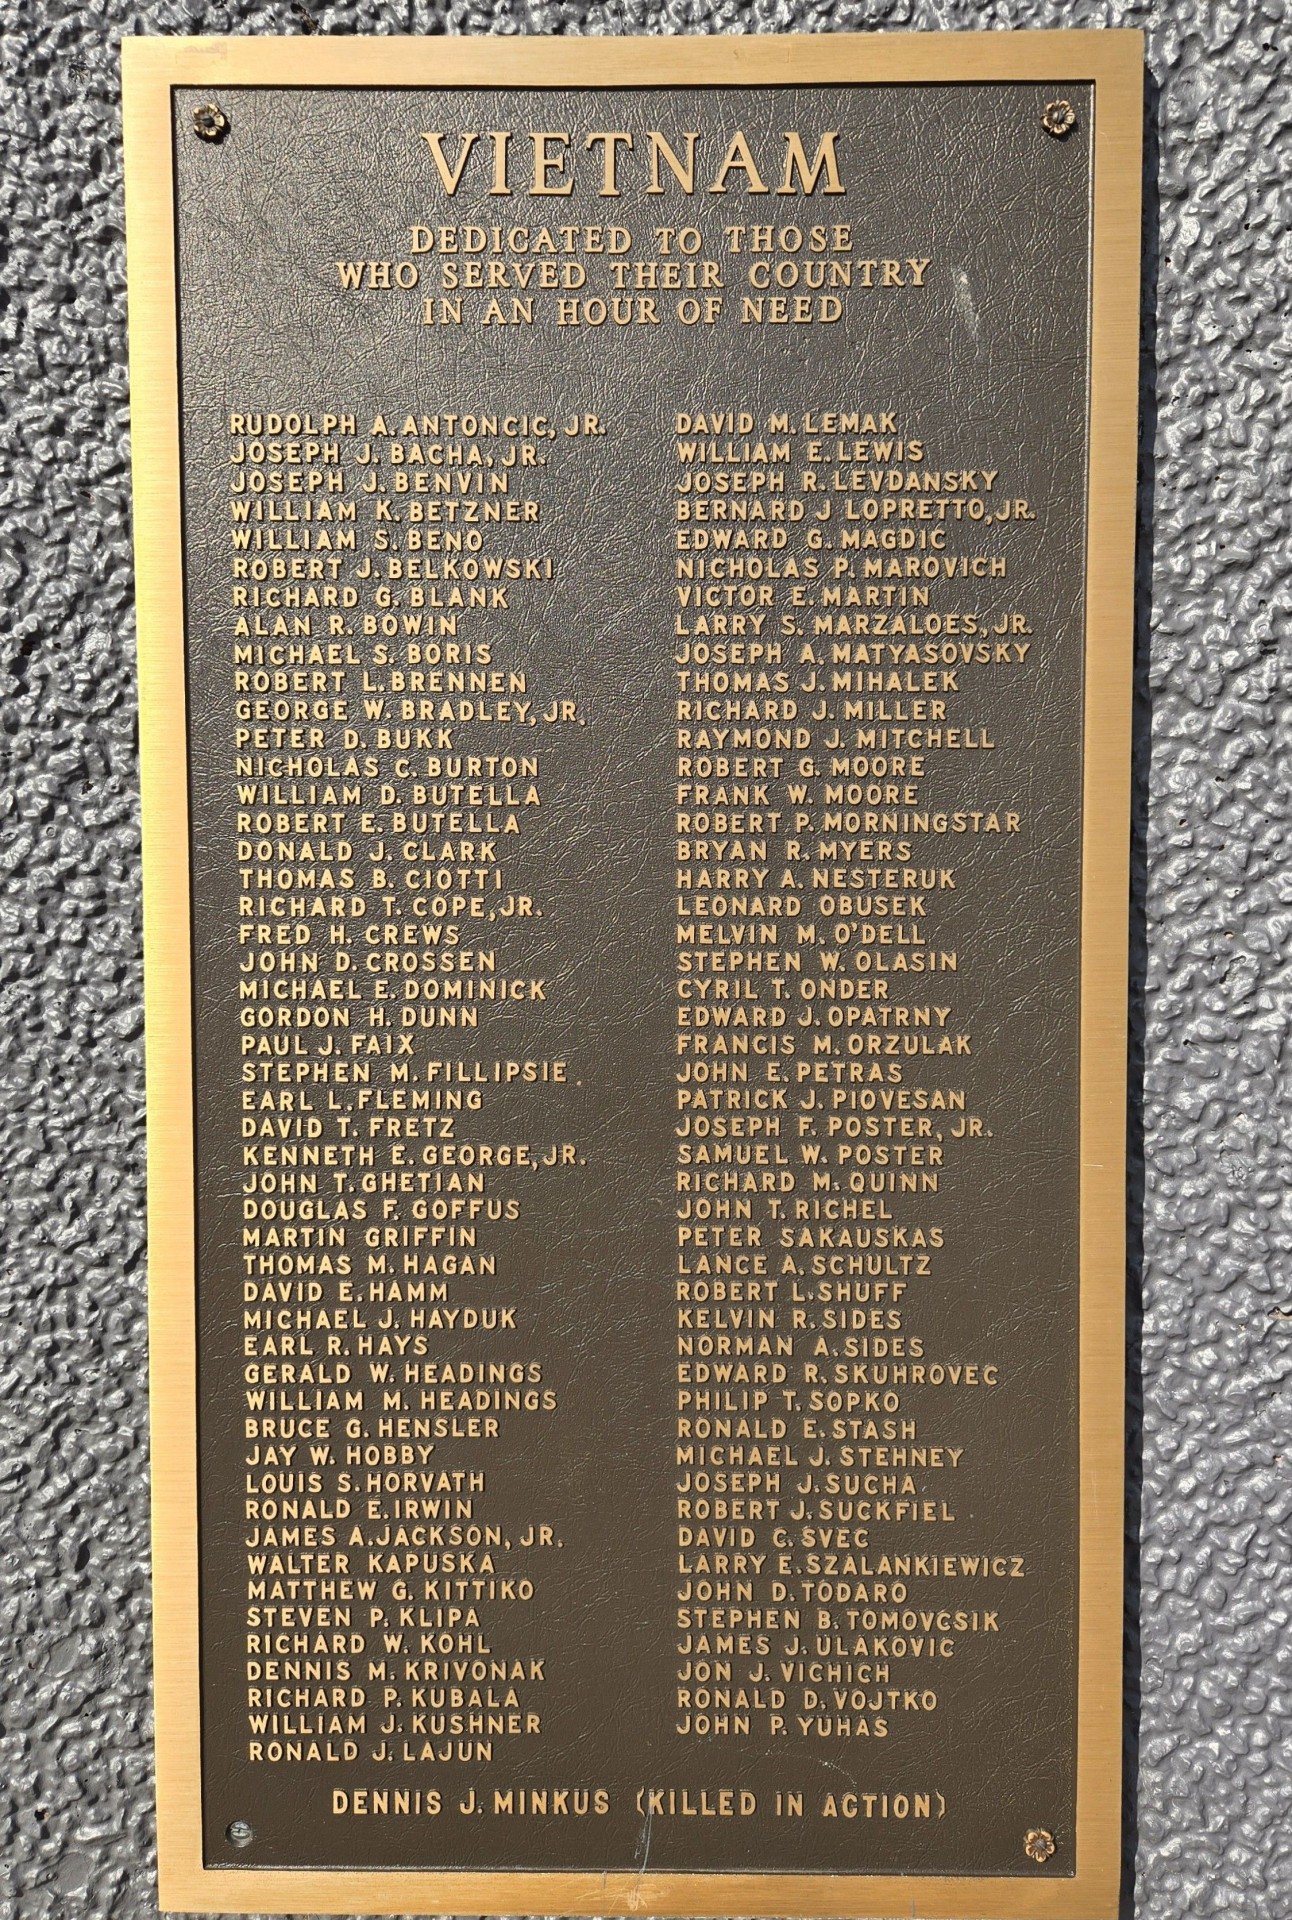 VIETNAM
DEDICATED TO THOSE
WHO SERVED THEIR COUNTRY
IN AN HOUR OF NEED
RUDOLPH A. ANTONCIC, JR.
JOSEPH J. BACHA, JR.
JOSEPH J. BENVIN
WILLIAM K. BETZNER
WILLIAM S. BENO
ROBERT J. BELKOWSKI
RICHARD G. BLANK
ALAN R. BOWIN
MICHAEL S. BORIS
ROBERT L. BRENNEN
GEORGE W. BRADLEY, JR.
PETER D. BUKK
NICHOLAS C. BURTON
WILLIAM D. BUTELLA
ROBERT E. BUTELLA
DONALD J. CLARK
THOMAS B. CIOTTI
RICHARD T. COPE, JR.
FRED H. CREWS
JOHN D. CROSSEN
MICHAEL E. DOMINICK
GORDON H. DUNN
PAUL J. FAIX
STEPHEN M. FILLIPSIE
EARL L. FLEMING
DAVID T. FRETZ
KENNETH E. GEORGE, JR.
JOHN T. GHETIAN
DOUGLAS F. GOFFUS
MARTIN GRIFFIN
THOMAS M. HAGAN
DAVID E. HAMM
MICHAEL J. HAYDUK
EARL R. HAYS
GERALD W. HEADINGS
WILLIAM M. HEADINGS
BRUCE G. HENSLER
JAY W. HOBBY
LOUIS S. HORVATH
RONALD E. IRWIN
JAMES A. JACKSON, JR.
WALTER KAPUSKA
MATTHEW G. KITTIKO
STEVEN P. KLIPA
RICHARD W. KOHL
DENNIS M. KRIVONAK
RICHARD P. KUBALA
WILLIAM J. KUSHNER
RONALD J. LAJUN
DAVID M. LEMAK
WILLIAM E. LEWIS
JOSEPH R. LEVDANSKY
BERNARD J LOPRETTO, JR.
EDWARD G. MAGDIC
NICHOLAS P. MAROVICH
VICTOR E. MARTIN
LARRY S. MARZALOES, JR.
JOSEPH A. MATYASOVSKY
THOMAS J. MIHALEK
RICHARD J. MILLER
RAYMOND J. MITCHELL
ROBERT G. MOORE
FRANK W. MOORE
ROBERT P. MORNINGSTAR
BRYAN R. MYERS
HARRY A. NESTERUK
LEONARD OBUSEK
MELVIN M. O'DELL
STEPHEN W. OLASIN
CYRIL T. ONDER
EDWARD J. OPATRNY
FRANCIS M. ORZULAK
JOHN E. PETRAS
PATRICK J. PIOVESAN
JOSEPH F. POSTER, JR.
SAMUEL W. POSTER
RICHARD M. QUINN
JOHN T. RICHEL
PETER SAKAUSKAS
LANCE A. SCHULTZ
ROBERT L. SHUFF
KELVIN R. SIDES
NORMAN A. SIDES
EDWARD R. SKUHROVEC
PHILIP T. SOPKO
RONALD E. STASH
MICHAEL J. STEHNEY
JOSEPH J. SUCHA
ROBERT J. SUCKFIEL
DAVID C. SVEC
LARRY E. SZALANKIEWICZ
JOHN D. TODARO
STEPHEN B. TOMOVCSIK
JAMES J. ULAKOVIC
JON J. VICHICH
RONALD D. VOJTKO
JOHN P. YUHAS
DENNIS J. MINKUS (KILLED IN ACTION)